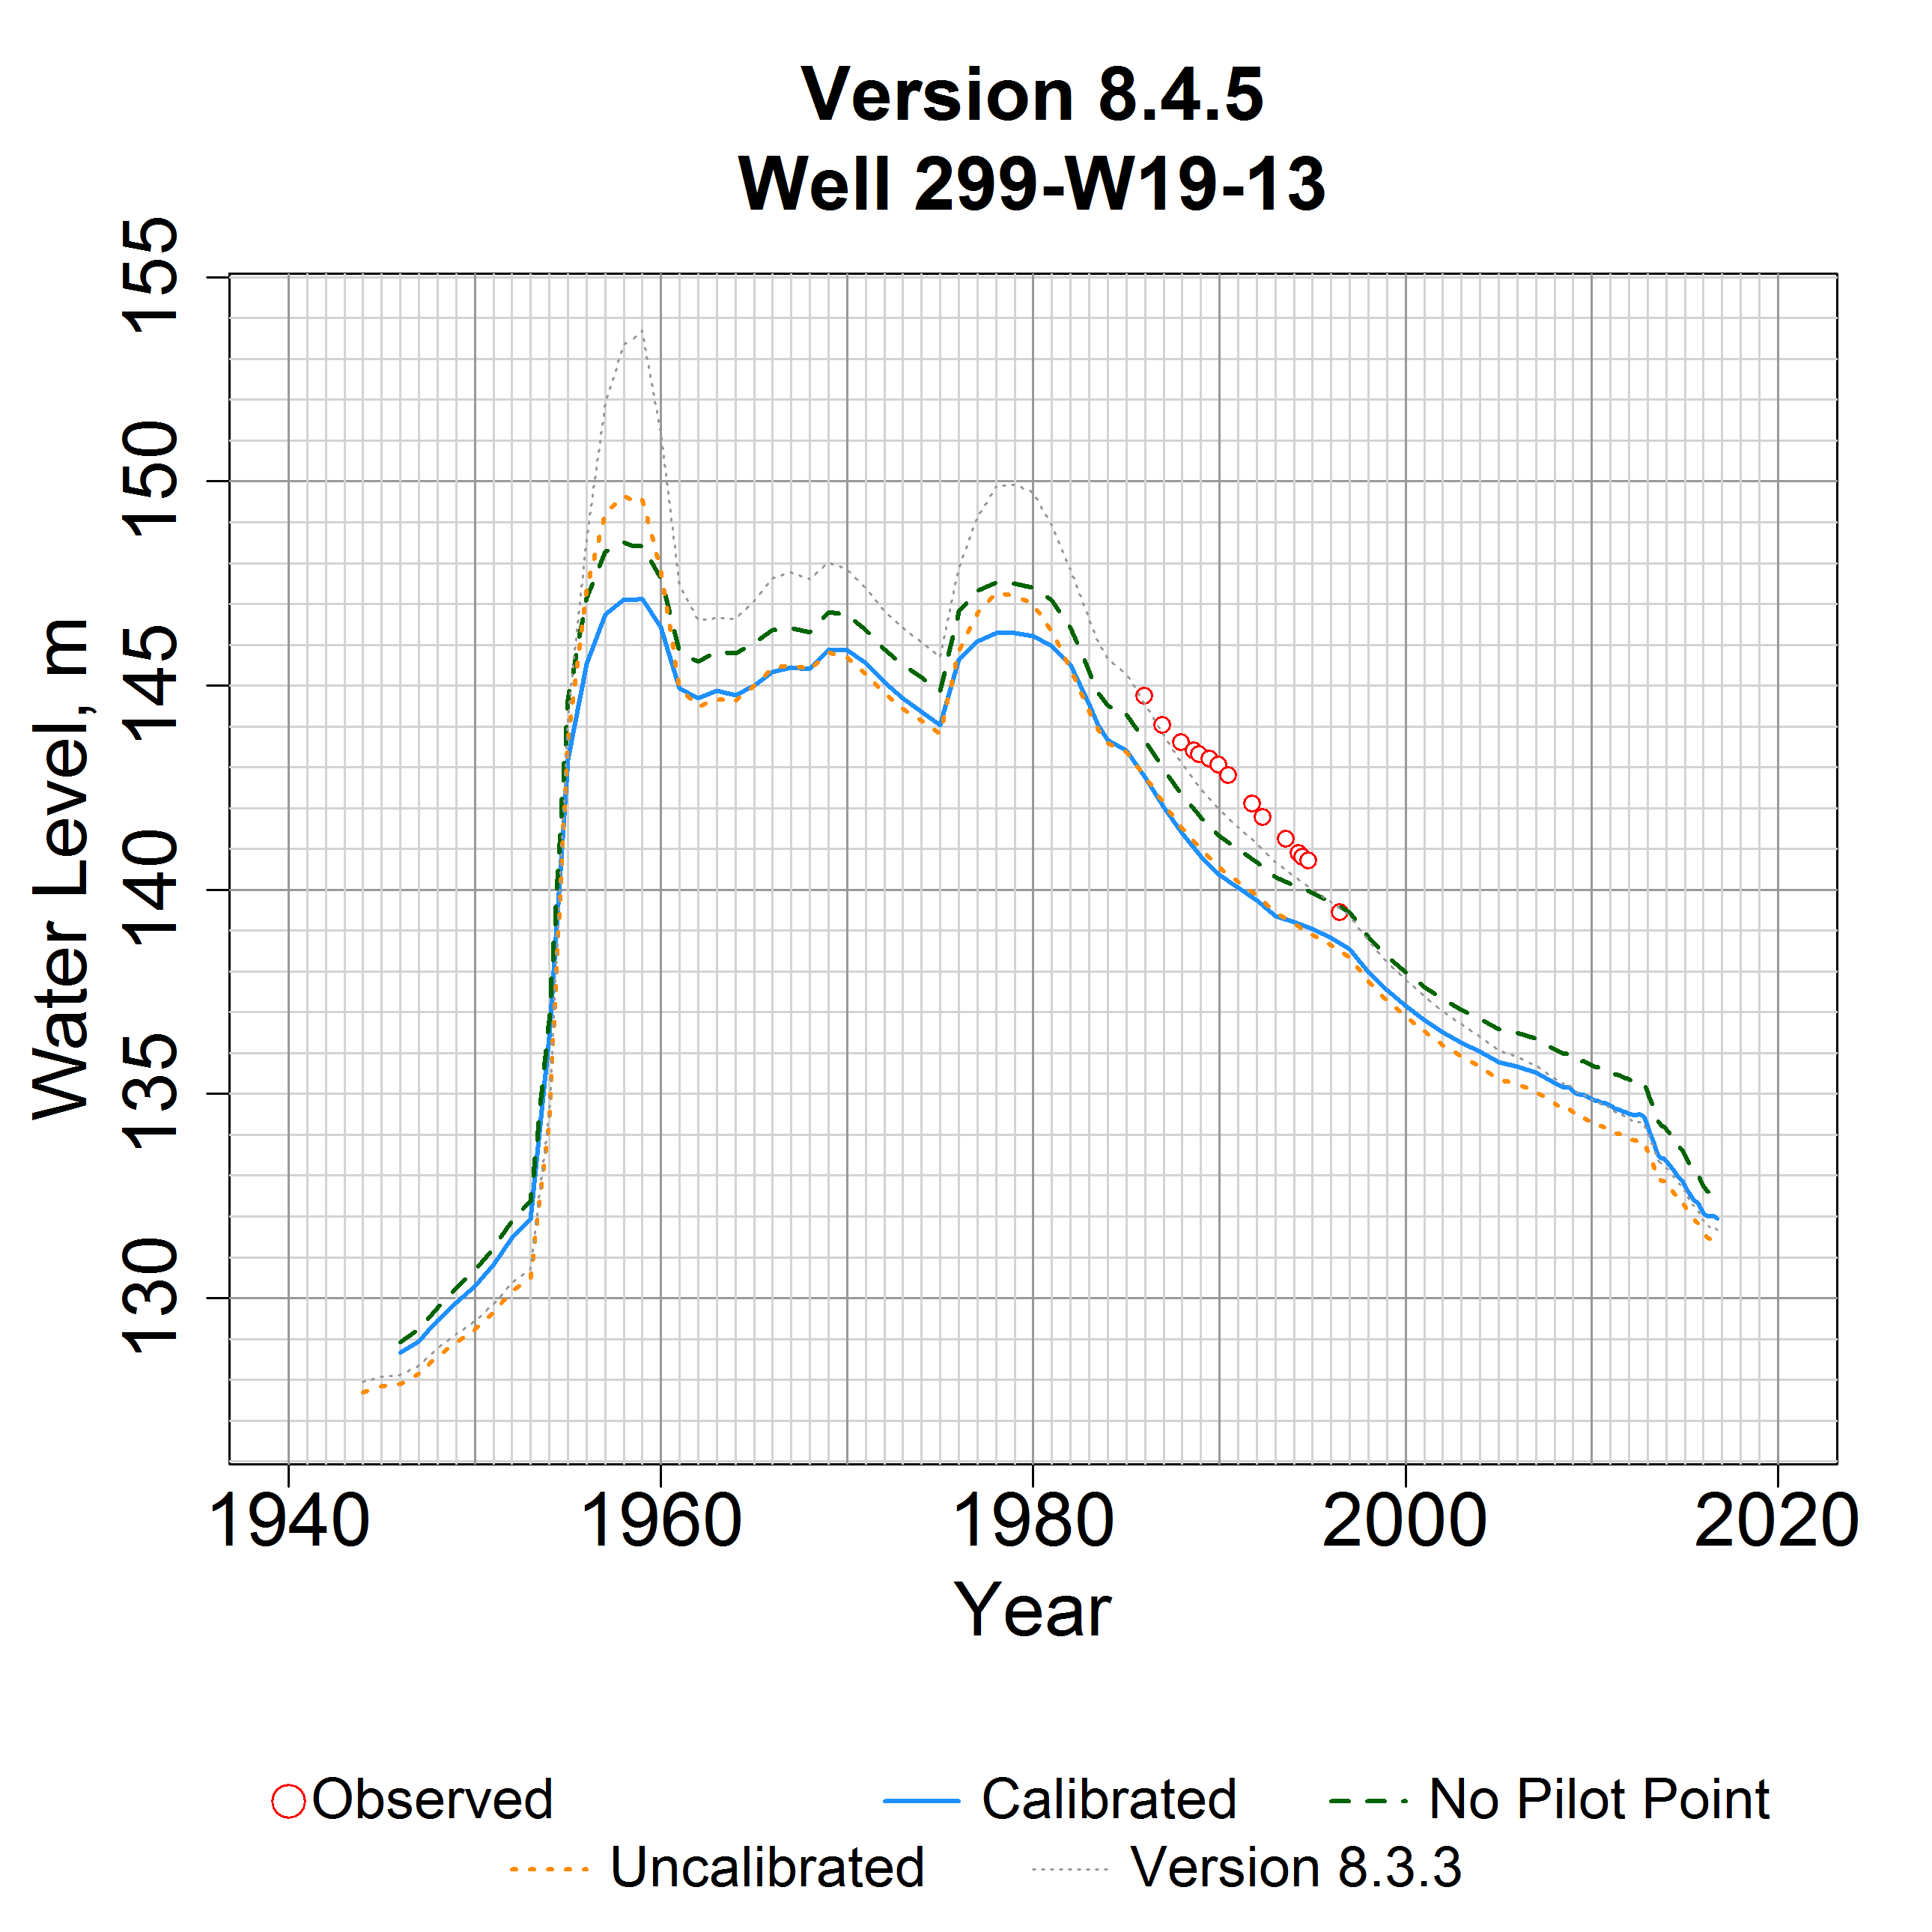 Version 8.4.5
Well 299-W19-13
Water Level, m
155
150
145
140
135
130
1940 1960 1980 2000 2020
Year
Observed Calibrated No Pilot Point
Uncalibrated Version 8.3.3